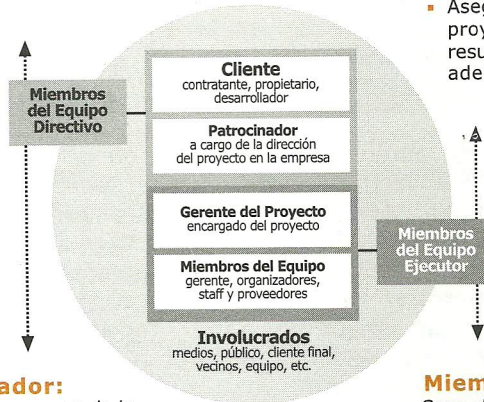 Aseg
proy
resu
ade
Cliente
contratante, propietario,
desarrollador
Miembros
del Equipo
Directivo
Patrocinador
a cargo de la dirección
del proyecto en la empresa
Gerente del Proyecto
encargado del proyecto
Miembros
del Equipo
Ejecutor
Miembros del Equipo
gerente, organizadores,
staff y proveedores
Involucrados
medios, público, cliente final,
vecinos, equipo, etc.
ador:
Miem